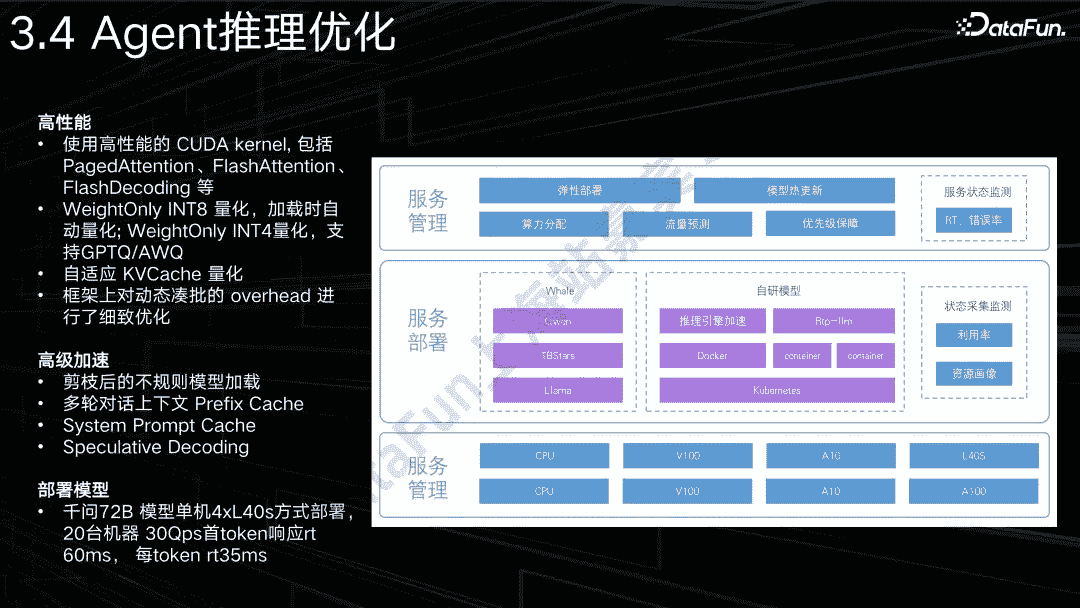 3.4 Agent推理优化
DataFun.
高性能
• 使用高性能的 CUDA kernel, 包括
PagedAttention、FlashAttention、
FlashDecoding 等
• WeightOnly INT8 量化，加载时自
动量化; WeightOnly INT4量化，支
持GPTQ/AWQ
• 自适应 KVCache 量化
• 框架上对动态凑批的 overhead 进
行了细致优化
高级加速
• 剪枝后的不规则模型加载
• 多轮对话上下文 Prefix Cache
• System Prompt Cache
• Speculative Decoding
部署模型
• 千问72B 模型单机4xL40s方式部署，
20台机器 30Qps首token响应rt
60ms， 每token rt35ms
服务
管理
弹性部署
模型热更新
算力分配
流量预测
优先级保障
服务状态监测
RT、错误率
服务
部署
Whale
Qwen
TBStars
Llama
自研模型
推理引擎加速
Rtp-llm
Docker
container
container
Kubernetes
状态采集监测
利用率
资源画像
服务
管理
CPU
V100
A10
L40S
CPU
V100
A10
A100